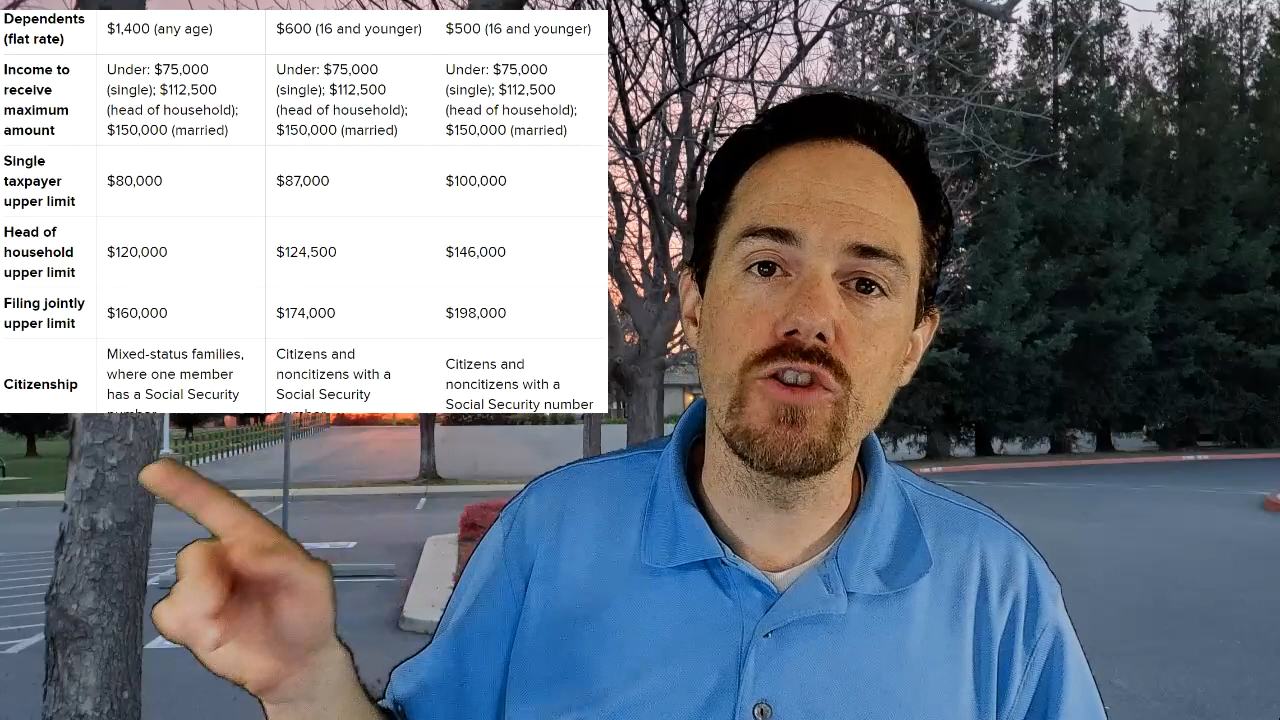 Dependents
(flat rate)
$1,400 (any age)
$600 (16 and younger)
$500 (16 and younger)
Income to
receive
maximum
amount
Under: $75,000
(single); $112,500
(head of household);
$150,000 (married)
Under: $75,000
(single); $112,500
(head of household);
$150,000 (married)
Under: $75,000
(single); $112,500
(head of household);
$150,000 (married)
Single
taxpayer
upper limit
$80,000
$87,000
$100,000
Head of
household
upper limit
$120,000
$124,500
$146,000
Filing jointly
upper limit
$160,000
$174,000
$198,000
Citizenship
Mixed-status families,
where one member
has a Social Security
Citizens and
noncitizens with a
Social Security
Citizens and
noncitizens with a
Social Security number